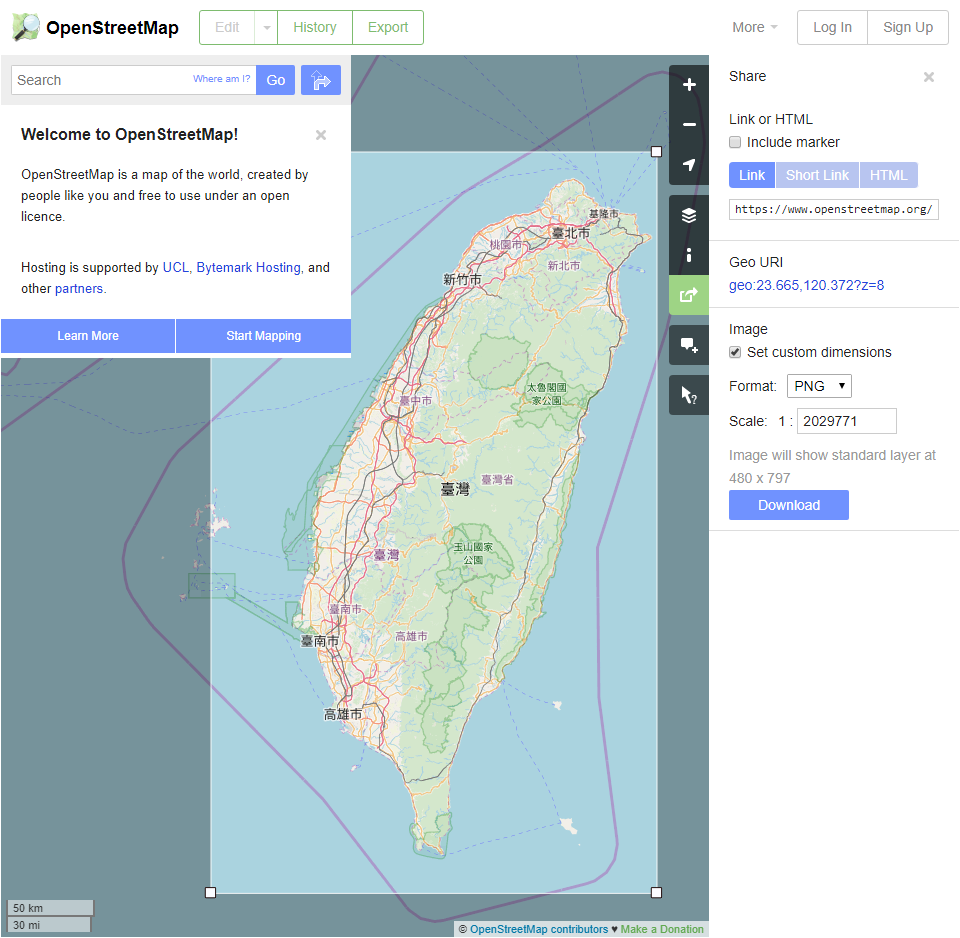 OpenStreetMap
Edit
History
Export
More
Log In
Sign Up
Search
Where am I?
Go
Welcome to OpenStreetMap!
OpenStreetMap is a map of the world, created by
people like you and free to use under an open
licence.
Hosting is supported by UCL, Bytemark Hosting, and
other partners.
Learn More
Start Mapping
基隆市
臺北市
桃園市
新北市
新竹市
太魯閣國
家公園
臺中市
臺灣省
臺灣
玉山國家
公園
臺灣
臺南市
高雄市
臺南市
高雄市
50 km
30 mi
© OpenStreetMap contributors ♥ Make a Donation
Share
Link or HTML
Include marker
Link
Short Link
HTML
https://www.openstreetmap.org/
Geo URI
geo:23.665,120.372?z=8
Image
Set custom dimensions
Format: PNG
Scale: 1 : 2029771
Image will show standard layer at
480 x 797
Download